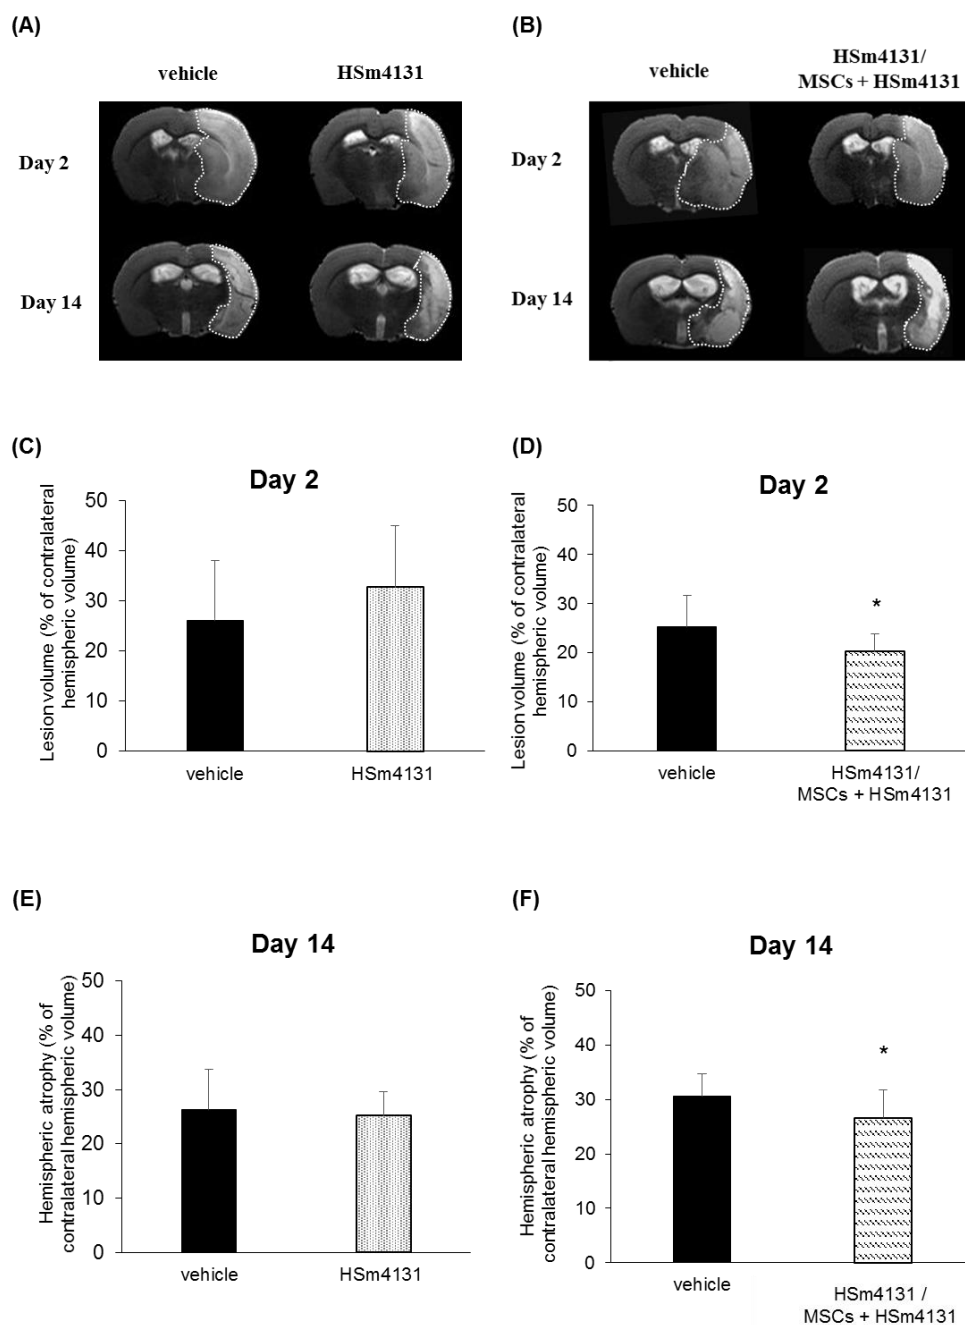 (A)
vehicle
HSm4131
Day 2
Day 14
(B)
vehicle
HSm4131/
MSCs + HSm4131
Day 2
Day 14
(C)
Day 2
Lesion volume (% of contralateral
hemispheric volume)
50
40
30
20
10
0
vehicle
HSm4131
(D)
Day 2
Lesion volume (% of contralateral
hemispheric volume)
50
40
30
20
10
0
*
vehicle
HSm4131/
MSCs + HSm4131
(E)
Day 14
Hemispheric atrophy (% of
contralateral hemispheric volume)
50
40
30
20
10
0
vehicle
HSm4131
(F)
Day 14
Hemispheric atrophy (% of
contralateral hemispheric volume)
50
40
30
20
10
0
*
vehicle
HSm4131 /
MSCs + HSm4131